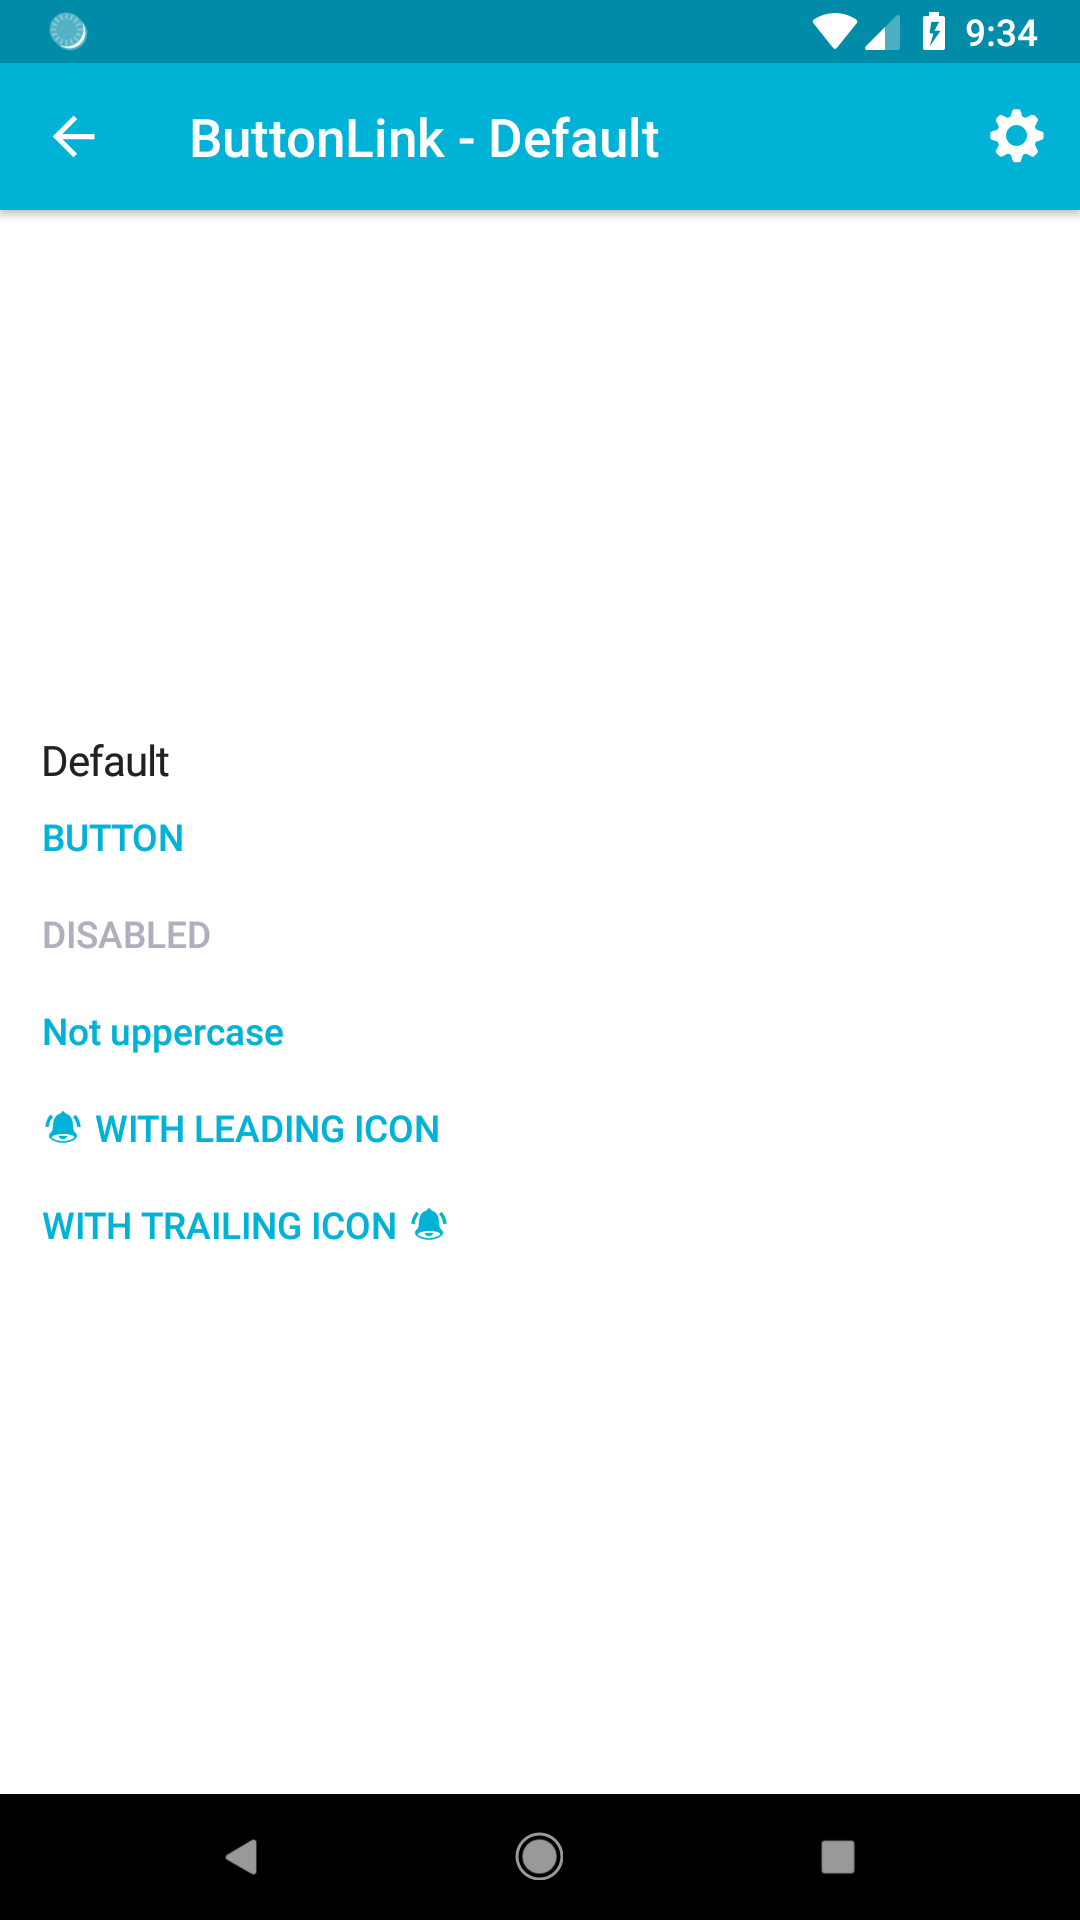 9:34
ButtonLink - Default
Default
BUTTON
DISABLED
Not uppercase
WITH LEADING ICON
WITH TRAILING ICON